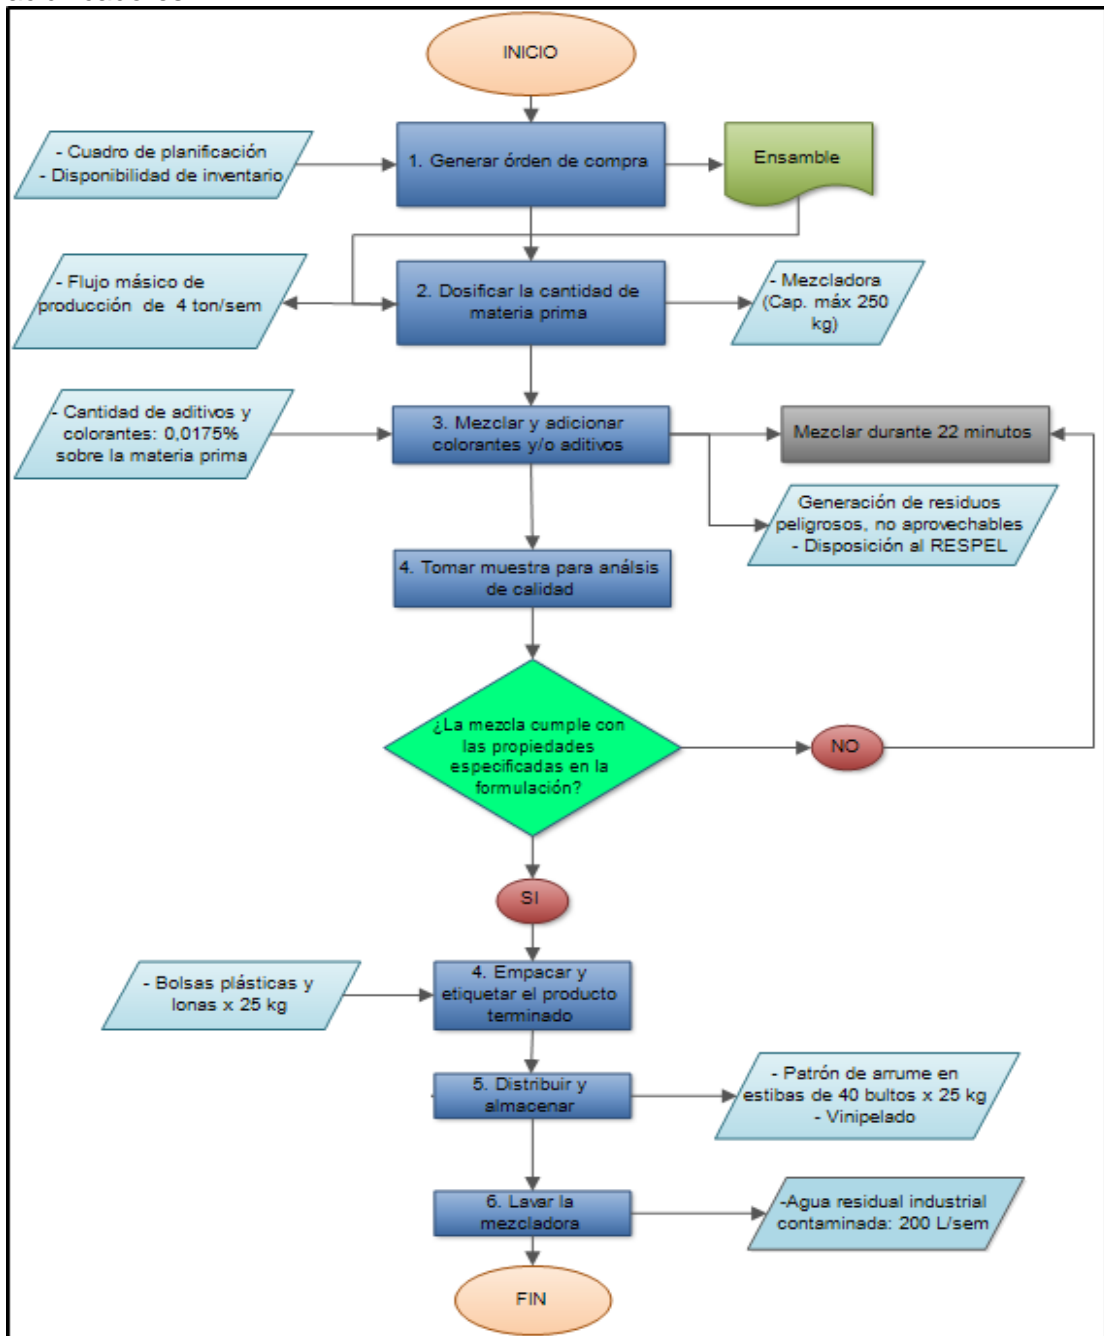 INICIO
- Cuadro de planificación
- Disponibilidad de inventario
1. Generar órden de compra
Ensamble
- Flujo másico de
producción de 4 ton/sem
2. Dosificar la cantidad de
materia prima
- Mezcladora
(Cap. máx 250
kg)
- Cantidad de aditivos y
colorantes: 0,0175%
sobre la materia prima
3. Mezclar y adicionar
colorantes y/o aditivos
Mezclar durante 22 minutos
Generación de residuos
peligrosos, no aprovechables
- Disposición al RESPEL
4. Tomar muestra para análsis
de calidad
¿La mezcla cumple con
las propiedades
especificadas en la
formulación?
NO
SI
- Bolsas plásticas y
lonas x 25 kg
4. Empacar y
etiquetar el producto
terminado
5. Distribuir y
almacenar
- Patrón de arrume en
estibas de 40 bultos x 25 kg
- Vinipelado
6. Lavar la
mezcladora
-Agua residual industrial
contaminada: 200 L/sem
FIN